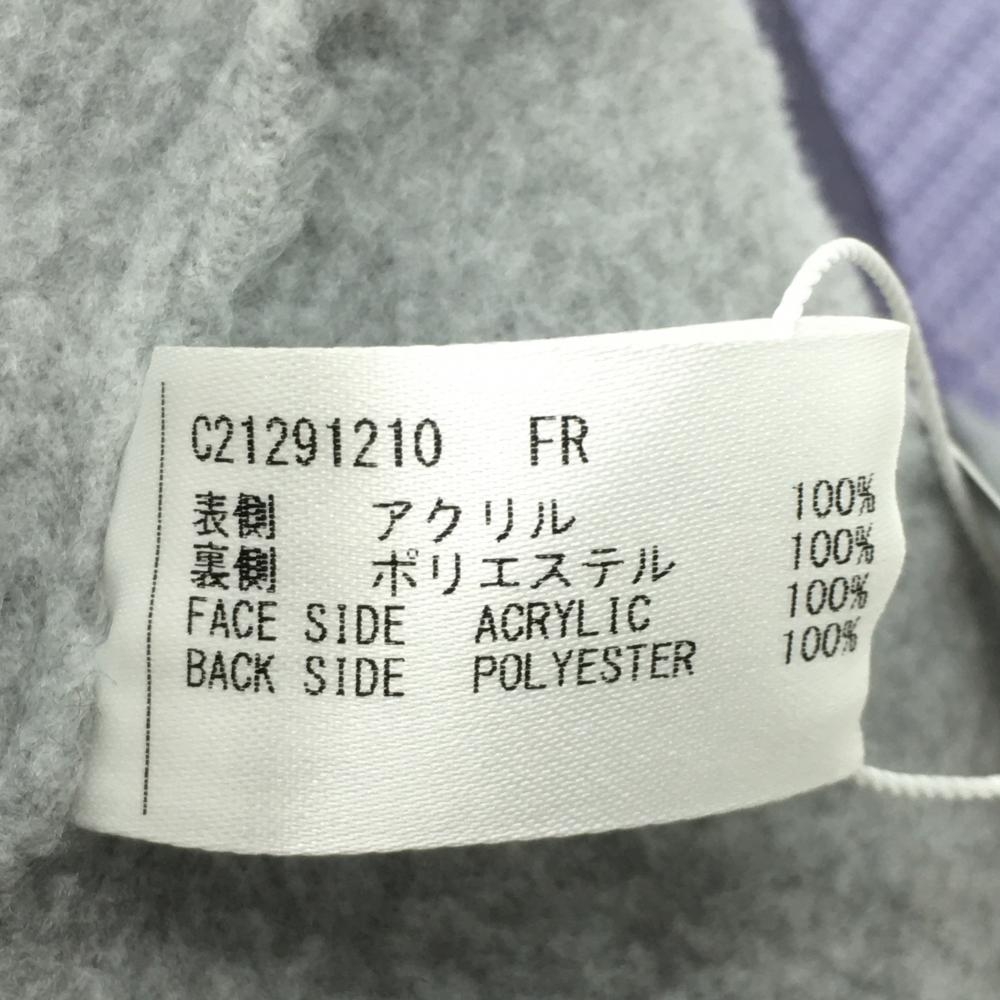 C21291210 FR
表側 アクリル 100%
裏側 ポリエステル 100%
FACE SIDE ACRYLIC 100%
BACK SIDE POLYESTER 100%